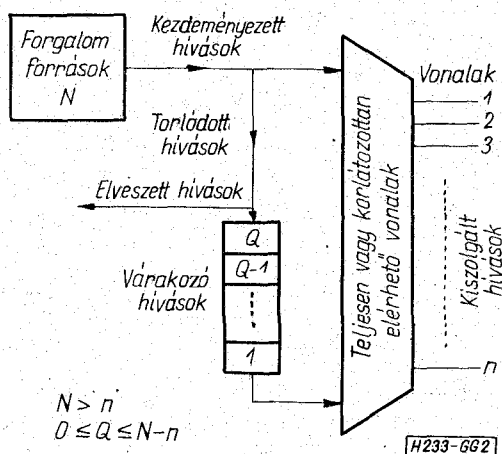 Forgalom
források
N
Kezdeményezett
hívások
Vonalak
1
2
3
Torlódott
hívások
Elveszett hívások
Q
Q-1
1
Várakozó
hívások
Teljesen vagy korlátozottan
elérhető vonalak
Kiszolgált
hívások
n
N > n
0 ≤ Q ≤ N-n
H233-GG2